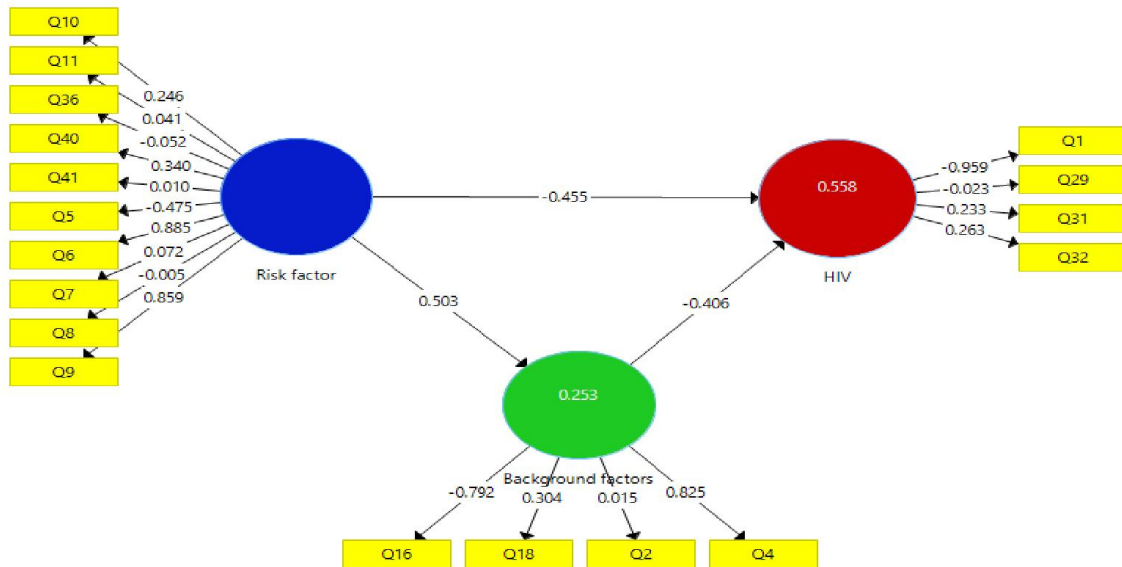 Q10
Q11
Q36
Q40
Q41
Q5
Q6
Q7
Q8
Q9
0.246
0.041
-0.052
0.340
0.010
-0.475
0.885
0.072
-0.005
0.859
Risk factor
-0.455
0.503
-0.406
0.558
HIV
-0.959
-0.023
0.233
0.263
Q1
Q29
Q31
Q32
0.253
Background factors
-0.792
0.304
0.015
0.825
Q16
Q18
Q2
Q4